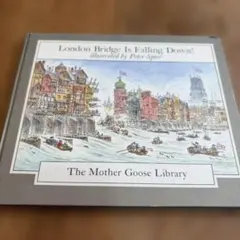 London Bridge Is Falling Down!
illustrated by Peter Spier
The Mother Goose Library